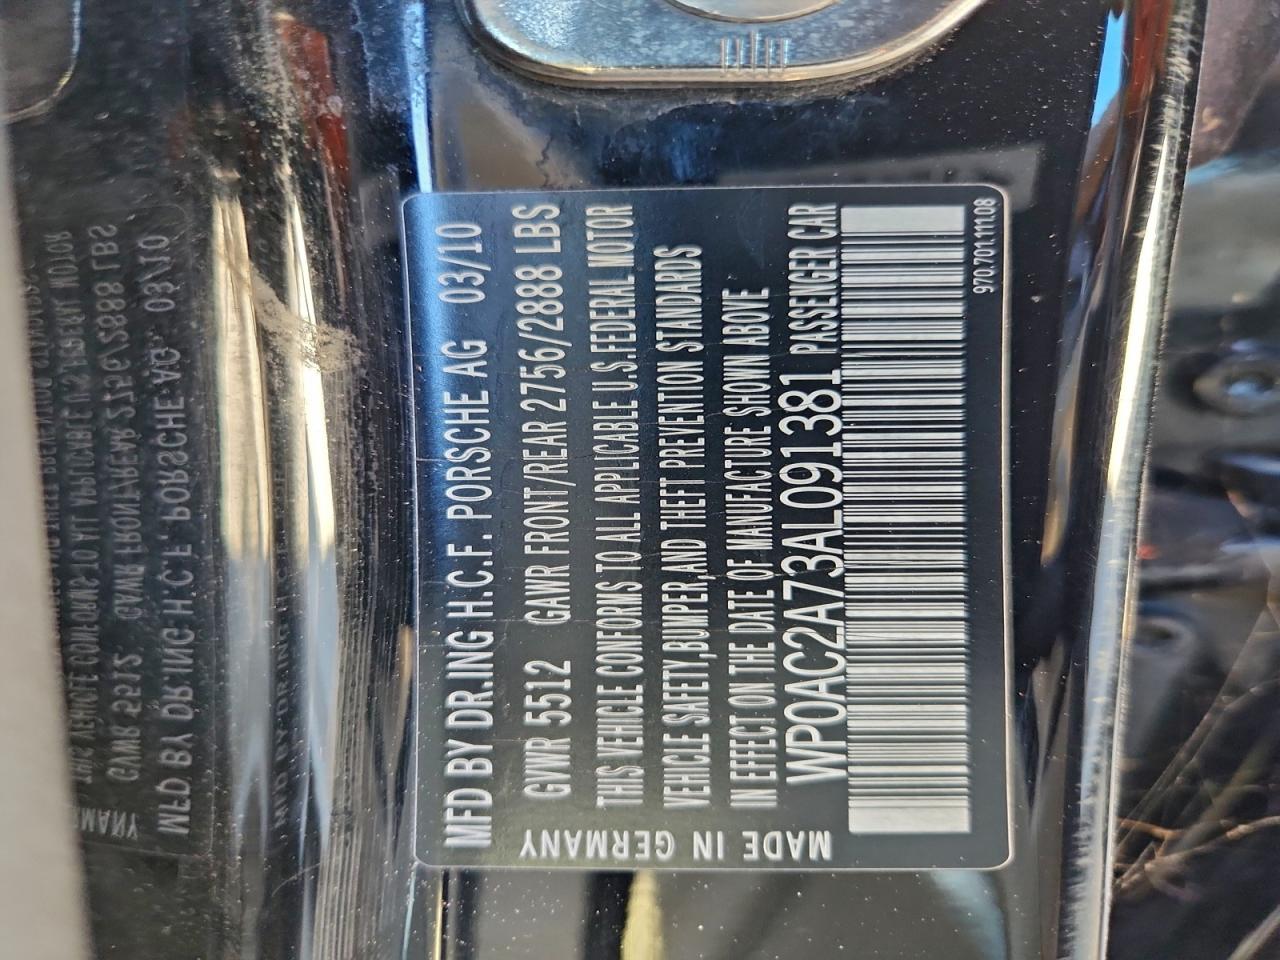 MFD BY DR.ING H.C.F. PORSCHE AG 03/10
GVWR 5512 GAWR FRONT/REAR 2756/2888 LBS
THIS VEHICLE CONFORMS TO ALL APPLICABLE U.S.FEDERAL MOTOR
VEHICLE SAFETY,BUMPER,AND THEFT PREVENTION STANDARDS
IN EFFECT ON THE DATE OF MANUFACTURE SHOWN ABOVE
WP0AC2A73AL091381 PASSENGER CAR
970.701.111.08
MADE IN GERMANY